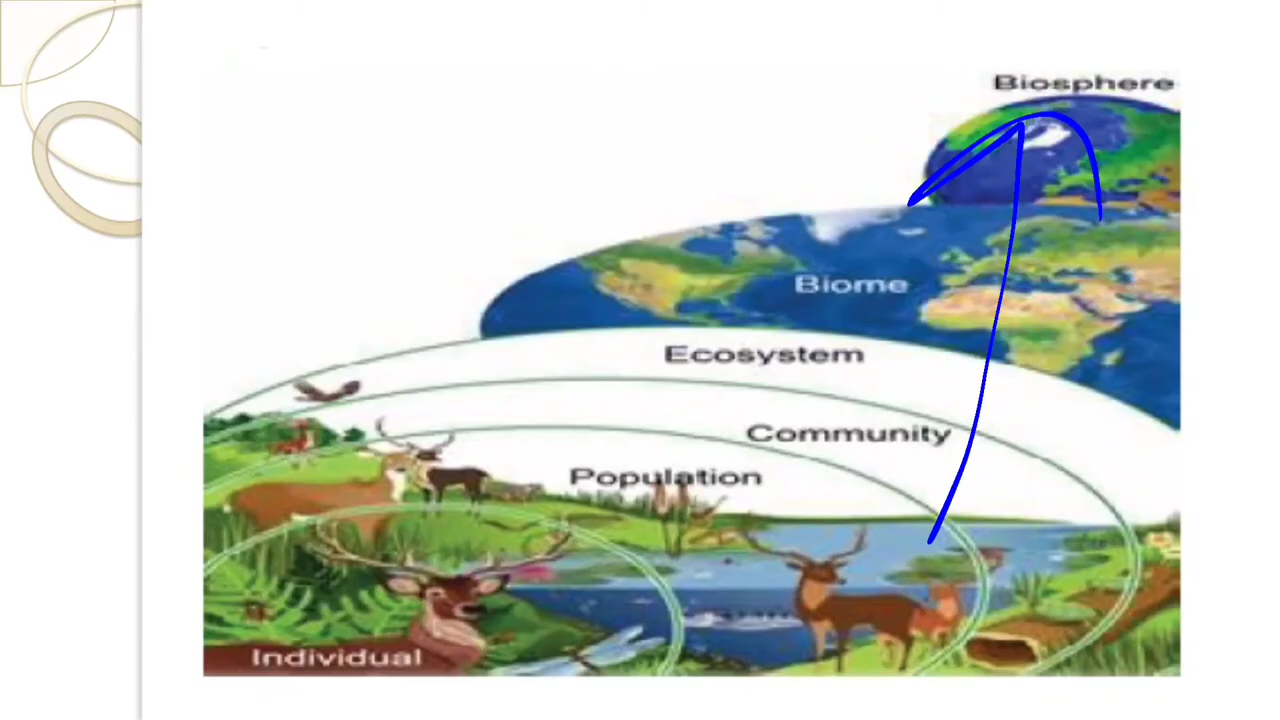 Biosphere
Biome
Ecosystem
Community
Population
Individual